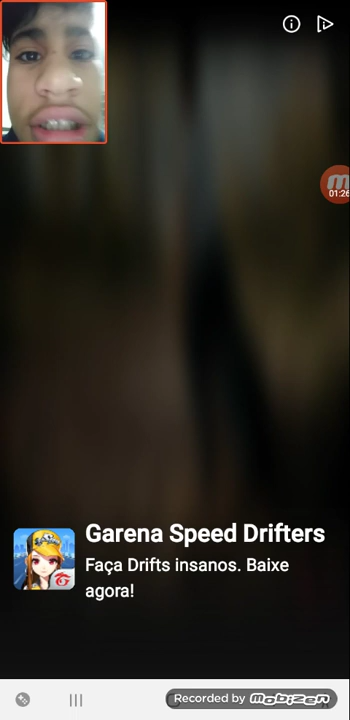 01:26
Garena Speed Drifters
Faça Drifts insanos. Baixe
agora!
Recorded by Mobizen